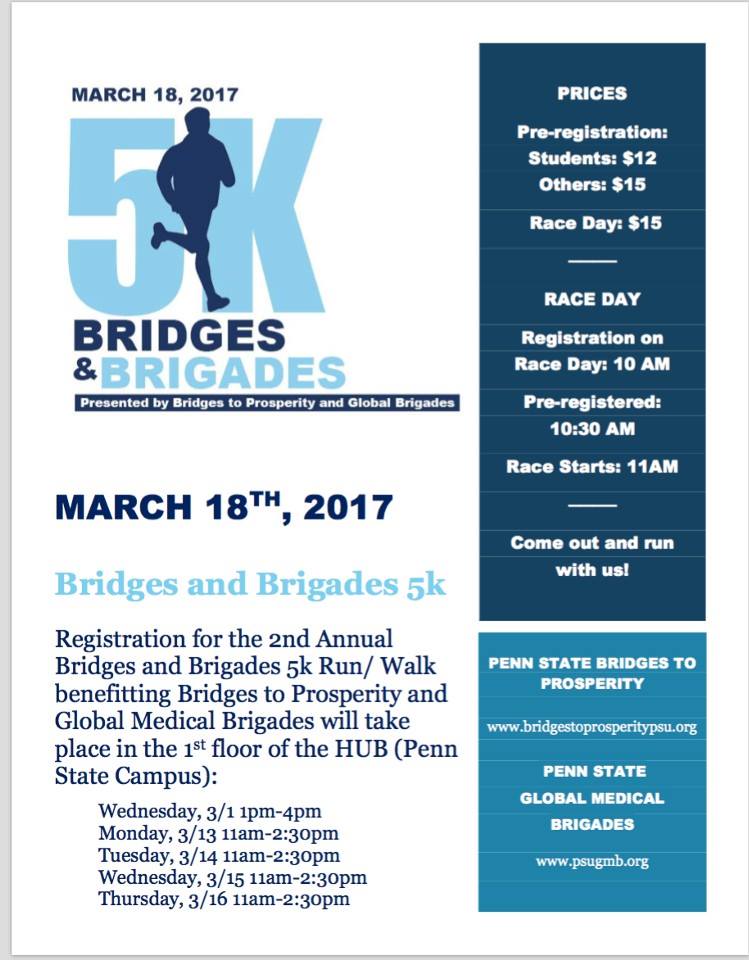 MARCH 18, 2017
5K
BRIDGES
&BRIGADES
Presented by Bridges to Prosperity and Global Brigades
MARCH 18TH, 2017
Bridges and Brigades 5k
Registration for the 2nd Annual
Bridges and Brigades 5k Run/ Walk
benefitting Bridges to Prosperity and
Global Medical Brigades will take
place in the 1st floor of the HUB (Penn
State Campus):
Wednesday, 3/1 1pm-4pm
Monday, 3/13 11am-2:30pm
Tuesday, 3/14 11am-2:30pm
Wednesday, 3/15 11am-2:30pm
Thursday, 3/16 11am-2:30pm
PRICES
Pre-registration:
Students: $12
Others: $15
Race Day: $15
RACE DAY
Registration on
Race Day: 10 AM
Pre-registered:
10:30 AM
Race Starts: 11AM
Come out and run
with us!
PENN STATE BRIDGES TO
PROSPERITY
www.bridgestoprosperitypsu.org
PENN STATE
GLOBAL MEDICAL
BRIGADES
www.psugmb.org